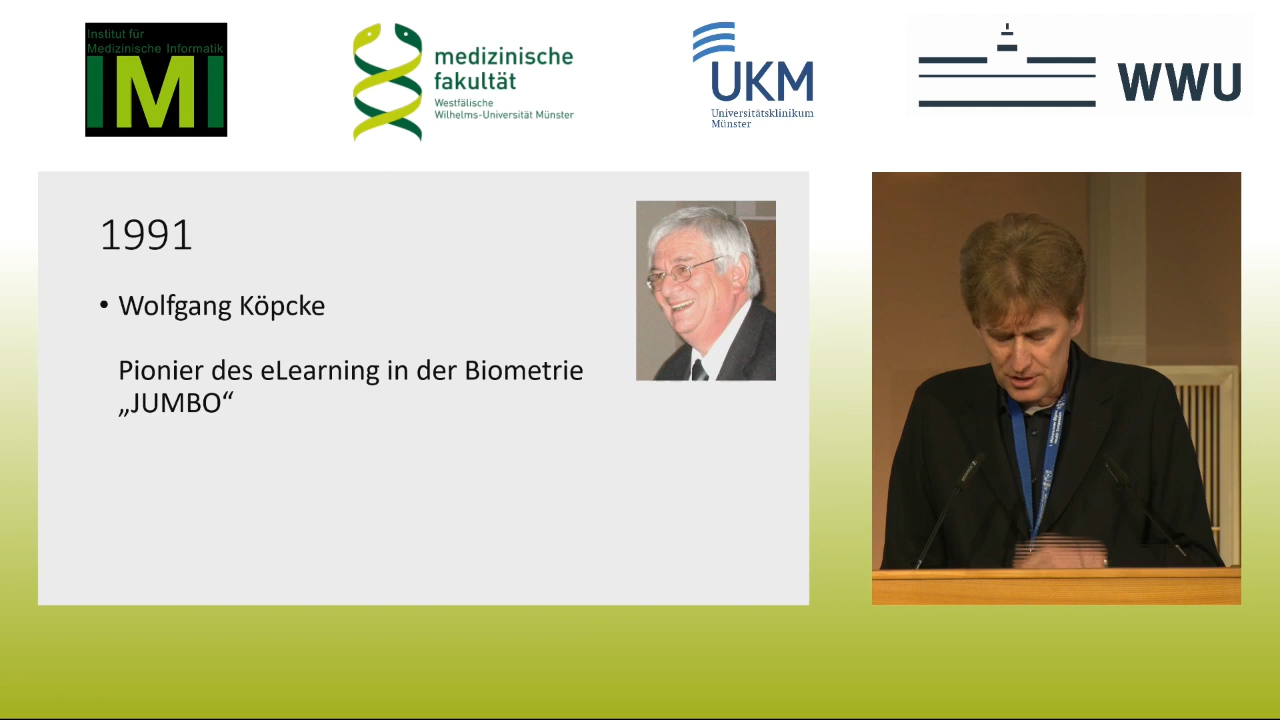 Institut für
Medizinische Informatik
IMI
medizinische
fakultät
Westfälische
Wilhelms-Universität Münster
UKM
Universitätsklinikum
Münster
WWU
1991
• Wolfgang Köpcke
Pionier des eLearning in der Biometrie
„JUMBO“